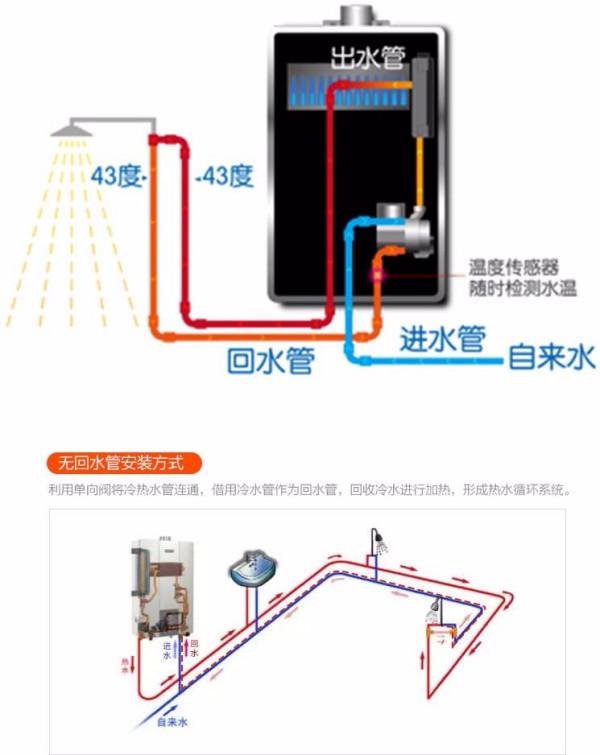 出水管
43度
43度
温度传感器
随时检测水温
进水管
回水管
自来水
无回水管安装方式
利用单向阀将冷热水管连通，借用冷水管作为回水管，回收冷水进行加热，形成热水循环系统。
进水
回水
热水
自来水